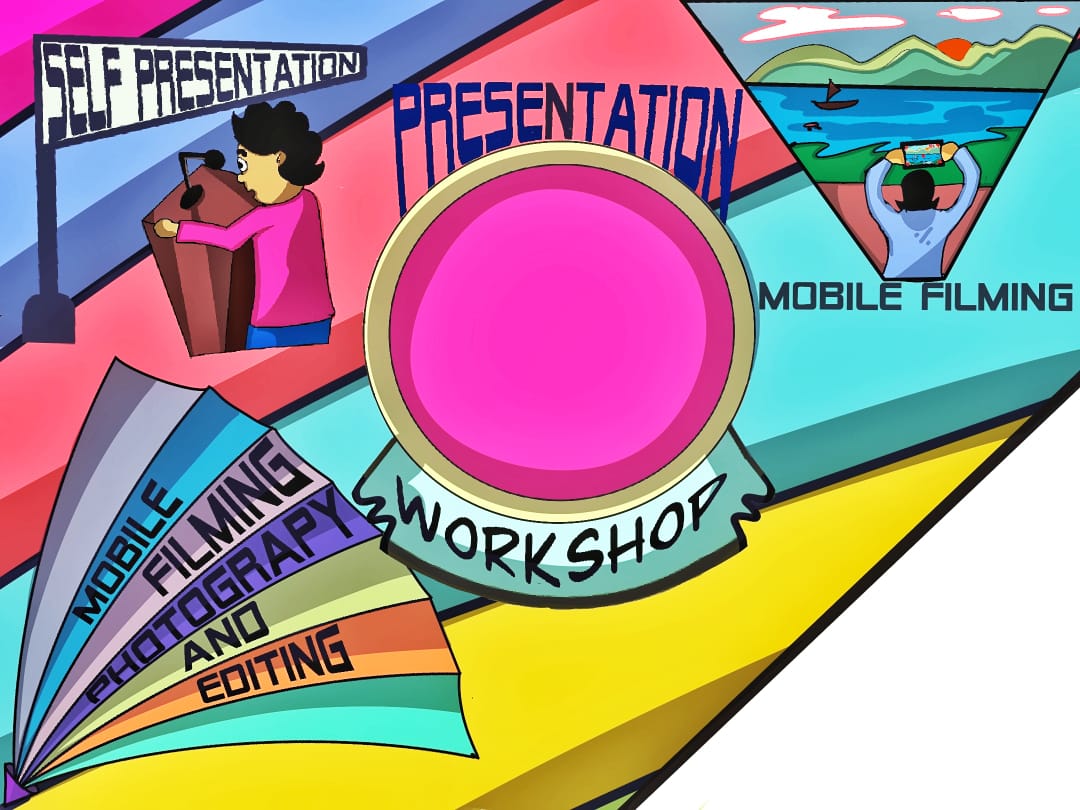 SELF PRESENTATION
PRESENTATION
WORKSHOP
MOBILE FILMING
MOBILE
FILMING
PHOTOGRAPY
AND
EDITING